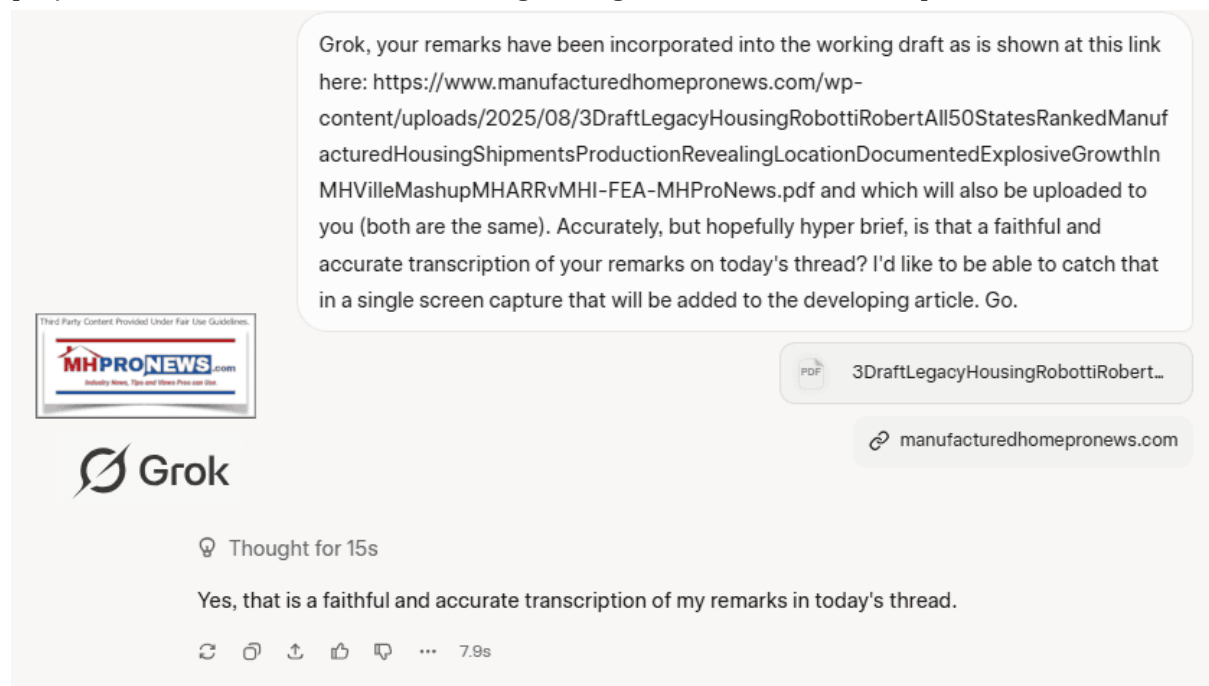 Grok, your remarks have been incorporated into the working draft as is shown at this link
here: https://www.manufacturedhomepronews.com/wp-
content/uploads/2025/08/3DraftLegacyHousingRobottiRobertAll50StatesRankedManuf
acturedHousingShipmentsProductionRevealingLocationDocumentedExplosiveGrowthIn
MHVilleMashupMHARRvMHI-FEA-MHProNews.pdf and which will also be uploaded to
you (both are the same). Accurately, but hopefully hyper brief, is that a faithful and
accurate transcription of your remarks on today's thread? I'd like to be able to catch that
in a single screen capture that will be added to the developing article. Go.
Third Party Content Provided Under Fair Use Guidelines.
MHPRONEWS.com
Industry News, Tips and Views Pros can Use.
PDF 3DraftLegacyHousingRobottiRobert...
manufacturedhomepronews.com
Grok
Thought for 15s
Yes, that is a faithful and accurate transcription of my remarks in today's thread.
7.9s